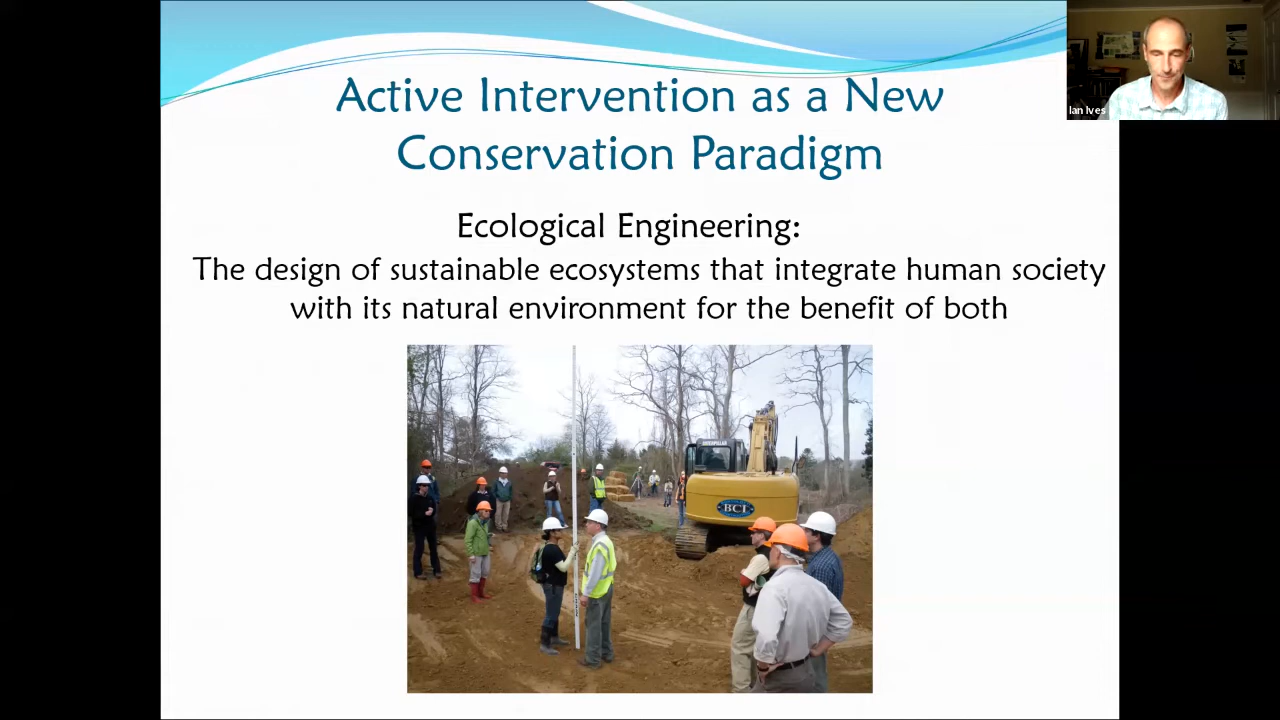 Active Intervention as a New
Conservation Paradigm
Ian Ives
Ecological Engineering:
The design of sustainable ecosystems that integrate human society
with its natural environment for the benefit of both
CATERPILLAR
BCI